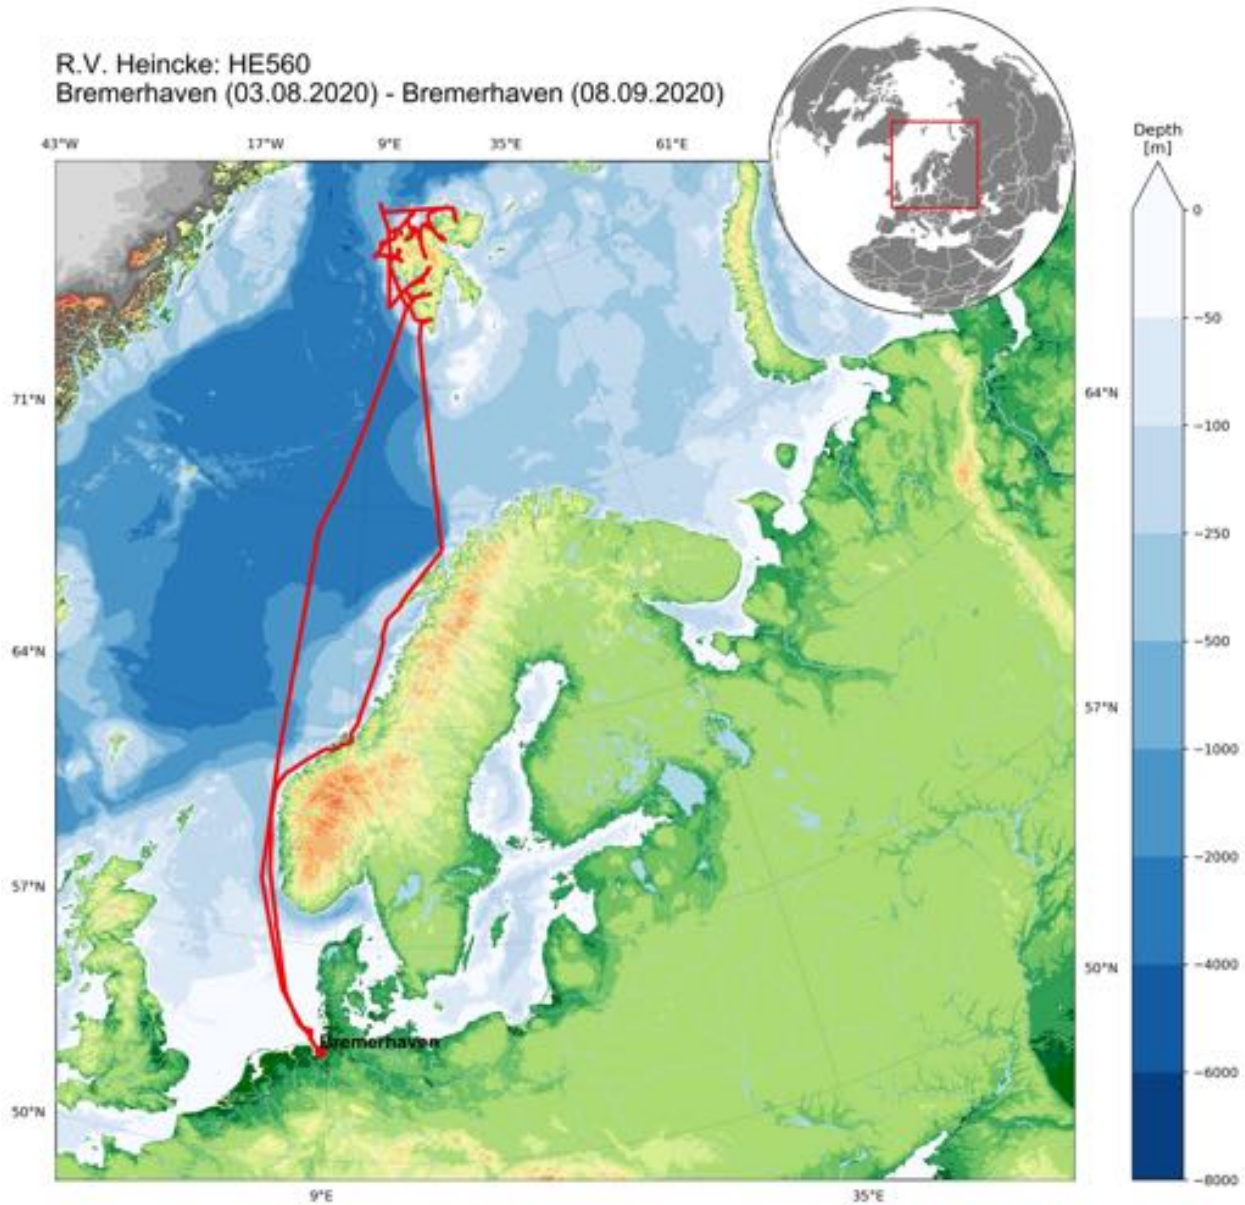 R.V. Heincke: HE560
Bremerhaven (03.08.2020) - Bremerhaven (08.09.2020)
43°W 17°W 9°E 35°E 61°E
Depth
[m]
0
−50
−100
−250
−500
−1000
−2000
−4000
−6000
−8000
71°N
64°N
57°N
50°N
64°N
57°N
50°N
Bremerhaven
9°E 35°E